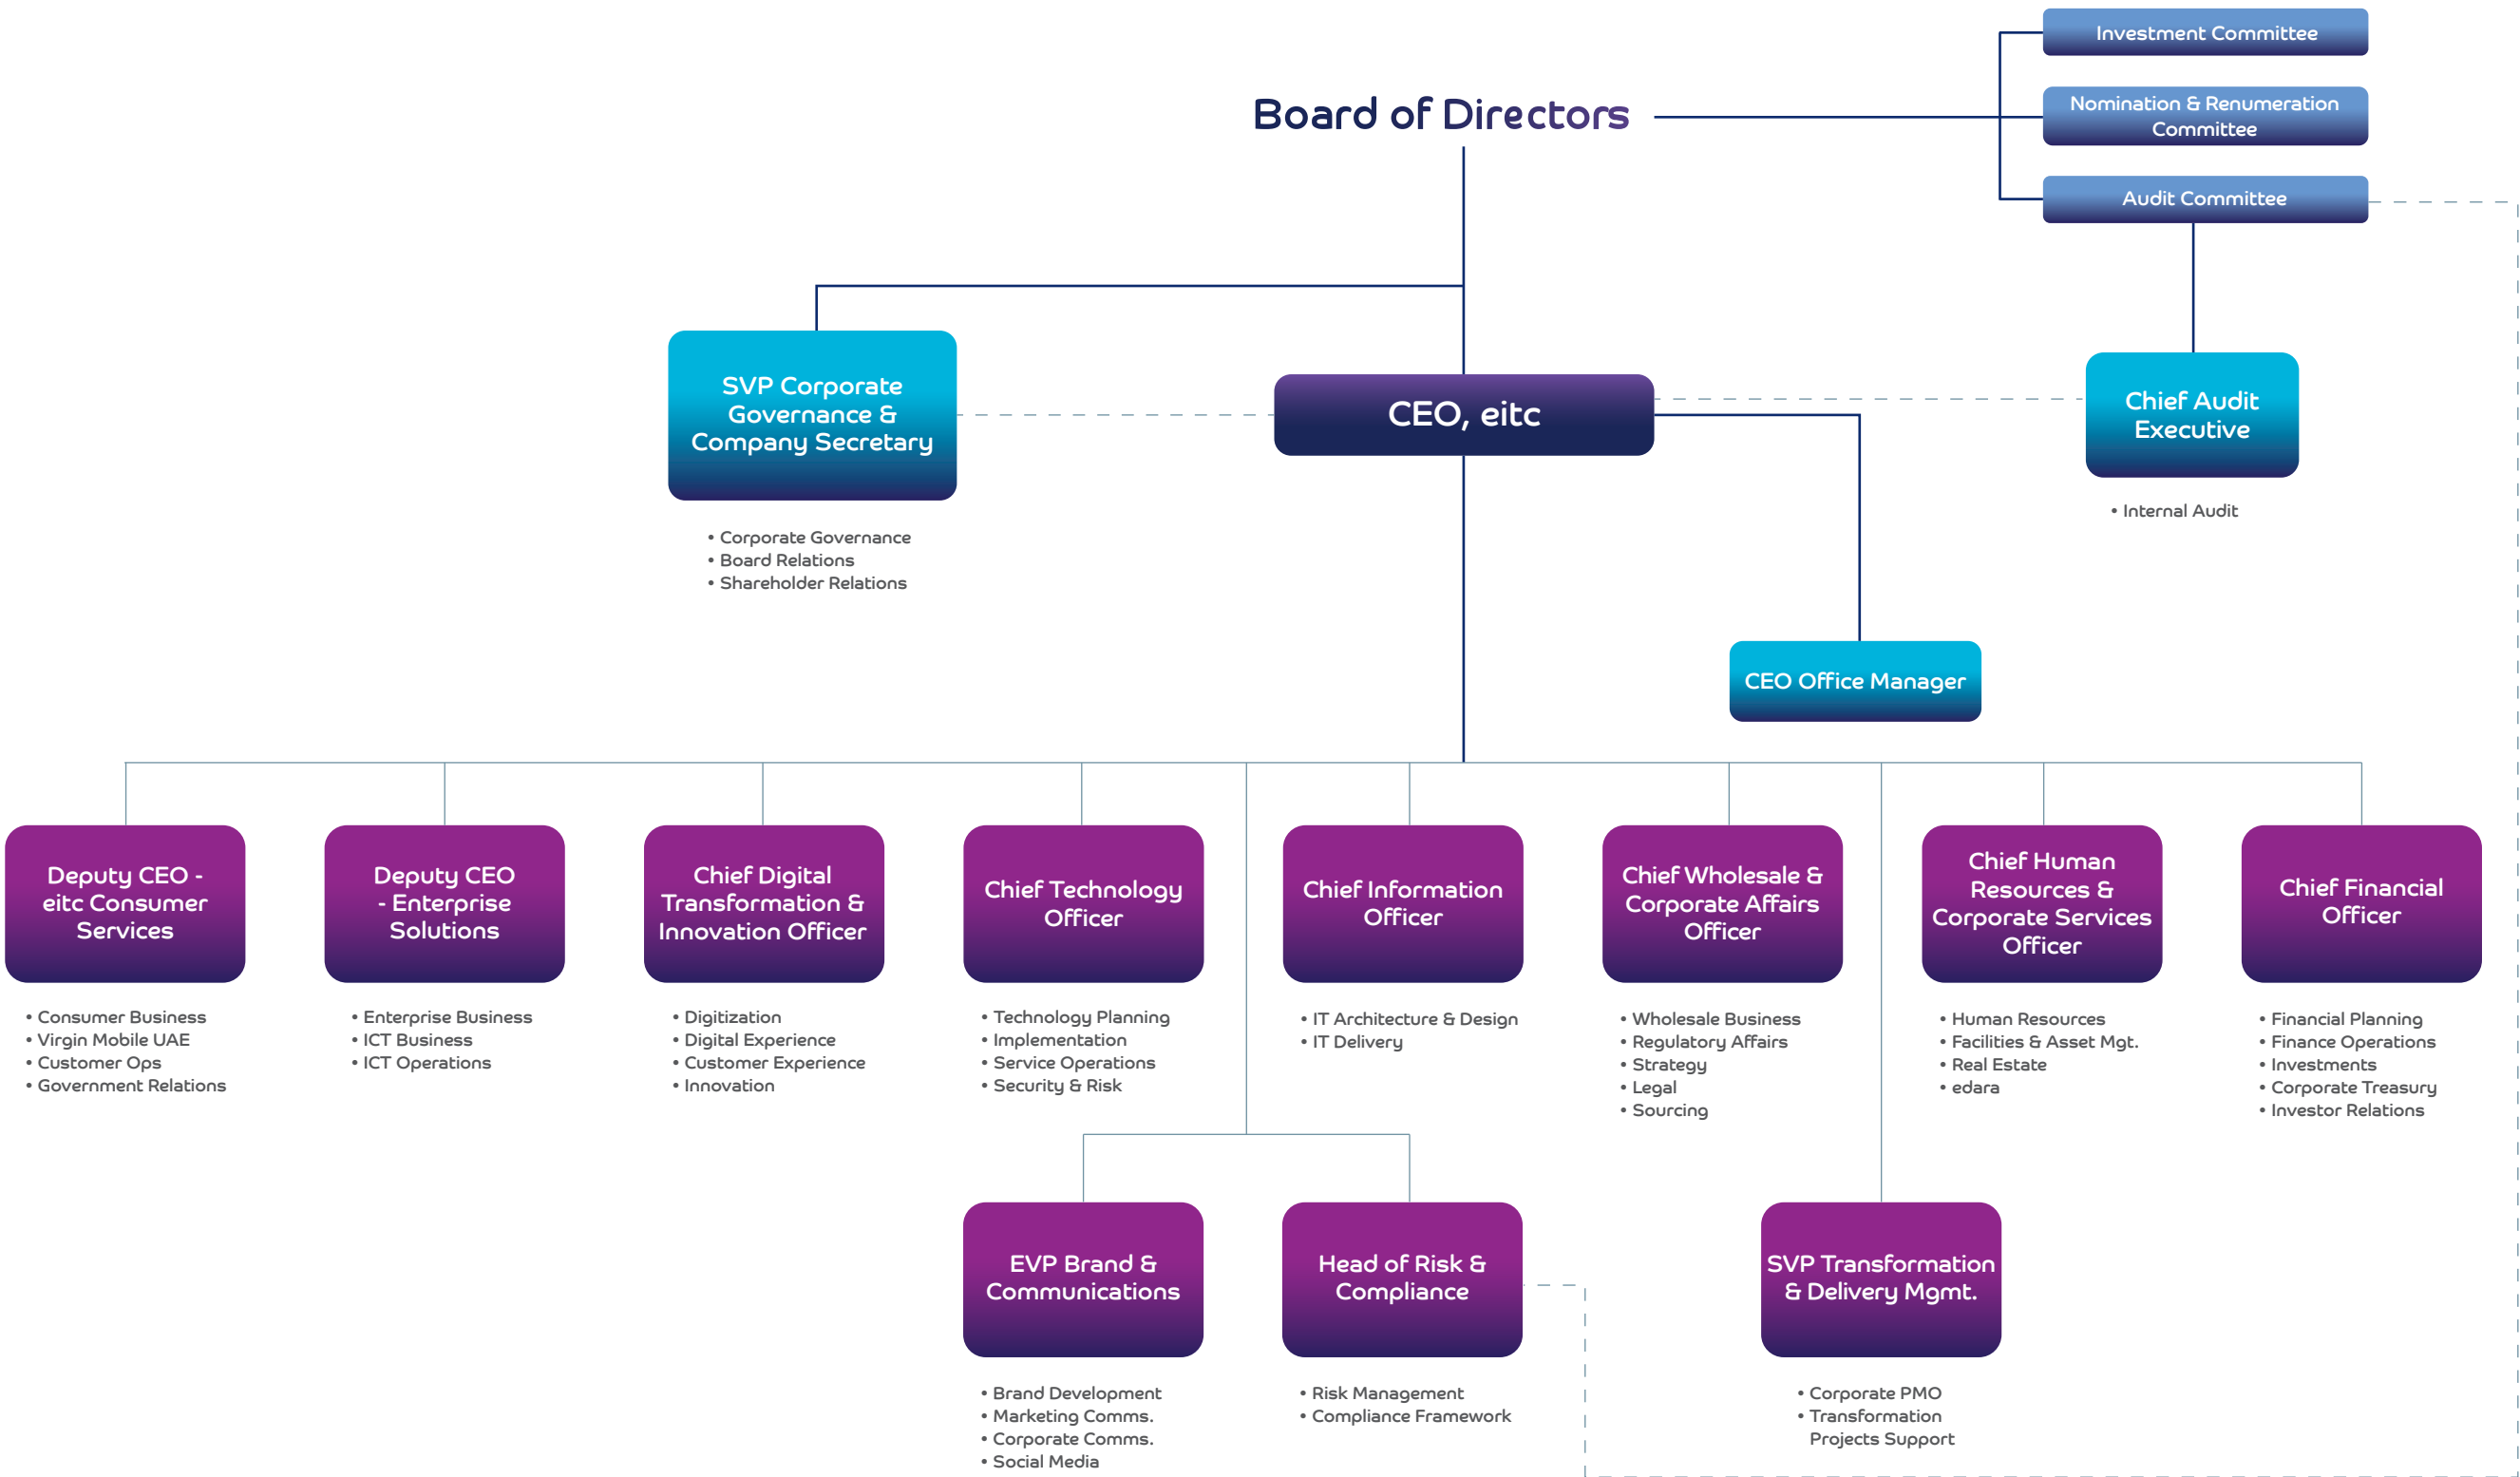 Investment Committee
Board of Directors
Nomination & Renumeration
Committee
Audit Committee
SVP Corporate
Governance &
Company Secretary
• Corporate Governance
• Board Relations
• Shareholder Relations
CEO, eitc
Chief Audit
Executive
• Internal Audit
CEO Office Manager
Deputy CEO -
eitc Consumer
Services
• Consumer Business
• Virgin Mobile UAE
• Customer Ops
• Government Relations
Deputy CEO
- Enterprise
Solutions
• Enterprise Business
• ICT Business
• ICT Operations
Chief Digital
Transformation &
Innovation Officer
• Digitization
• Digital Experience
• Customer Experience
• Innovation
Chief Technology
Officer
• Technology Planning
• Implementation
• Service Operations
• Security & Risk
Chief Information
Officer
• IT Architecture & Design
• IT Delivery
Chief Wholesale &
Corporate Affairs
Officer
• Wholesale Business
• Regulatory Affairs
• Strategy
• Legal
• Sourcing
Chief Human
Resources &
Corporate Services
Officer
• Human Resources
• Facilities & Asset Mgt.
• Real Estate
• edara
Chief Financial
Officer
• Financial Planning
• Finance Operations
• Investments
• Corporate Treasury
• Investor Relations
EVP Brand &
Communications
• Brand Development
• Marketing Comms.
• Corporate Comms.
• Social Media
Head of Risk &
Compliance
• Risk Management
• Compliance Framework
SVP Transformation
& Delivery Mgmt.
• Corporate PMO
• Transformation
Projects Support